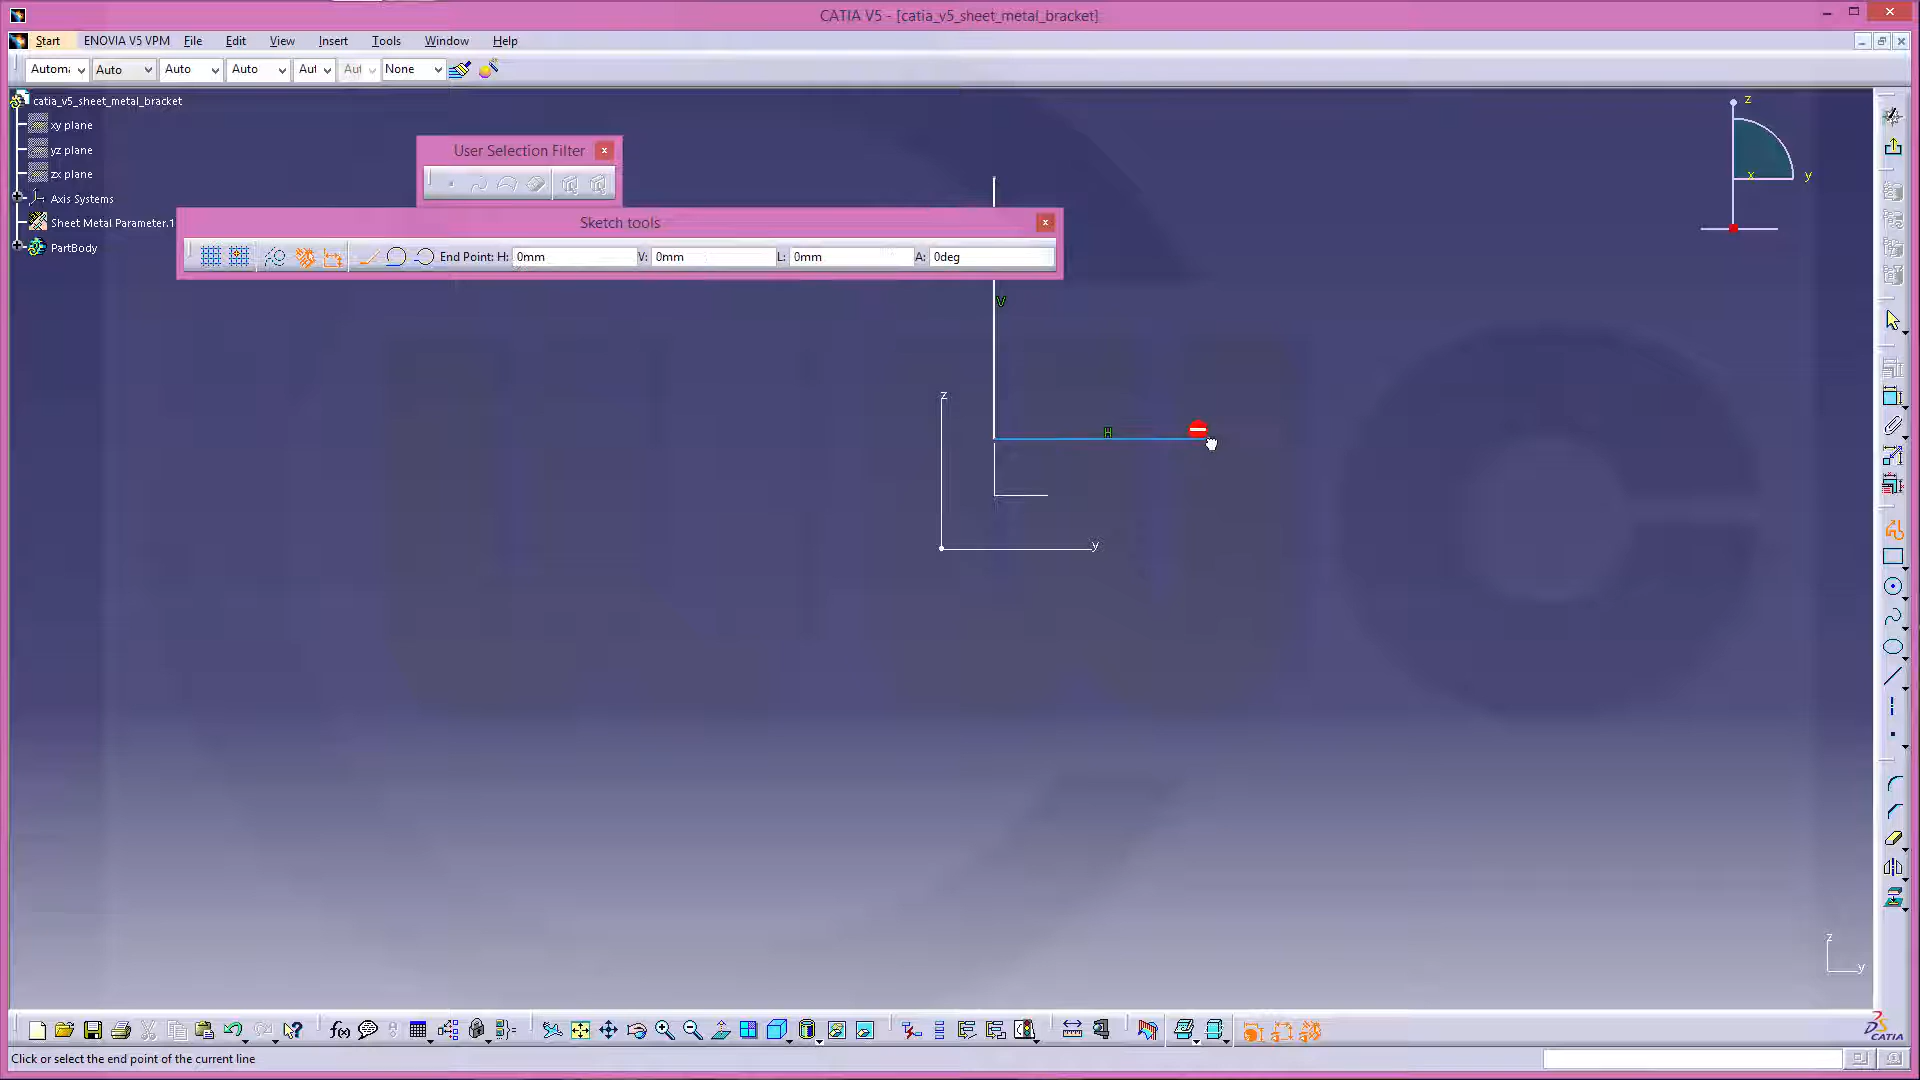 CATIA V5 - [catia_v5_sheet_metal_bracket]
Start ENOVIA V5 VPM File Edit View Insert Tools Window Help
Automa Auto Auto Auto Aut Aut None
catia_v5_sheet_metal_bracket
xy plane
yz plane
zx plane
Axis Systems
Sheet Metal Parameter.1
PartBody
User Selection Filter
Sketch tools
End Point: H: 0mm V: 0mm L: 0mm A: 0deg
z
x y
V
H
z
y
z
y
f(x)
CATIA
Click or select the end point of the current line